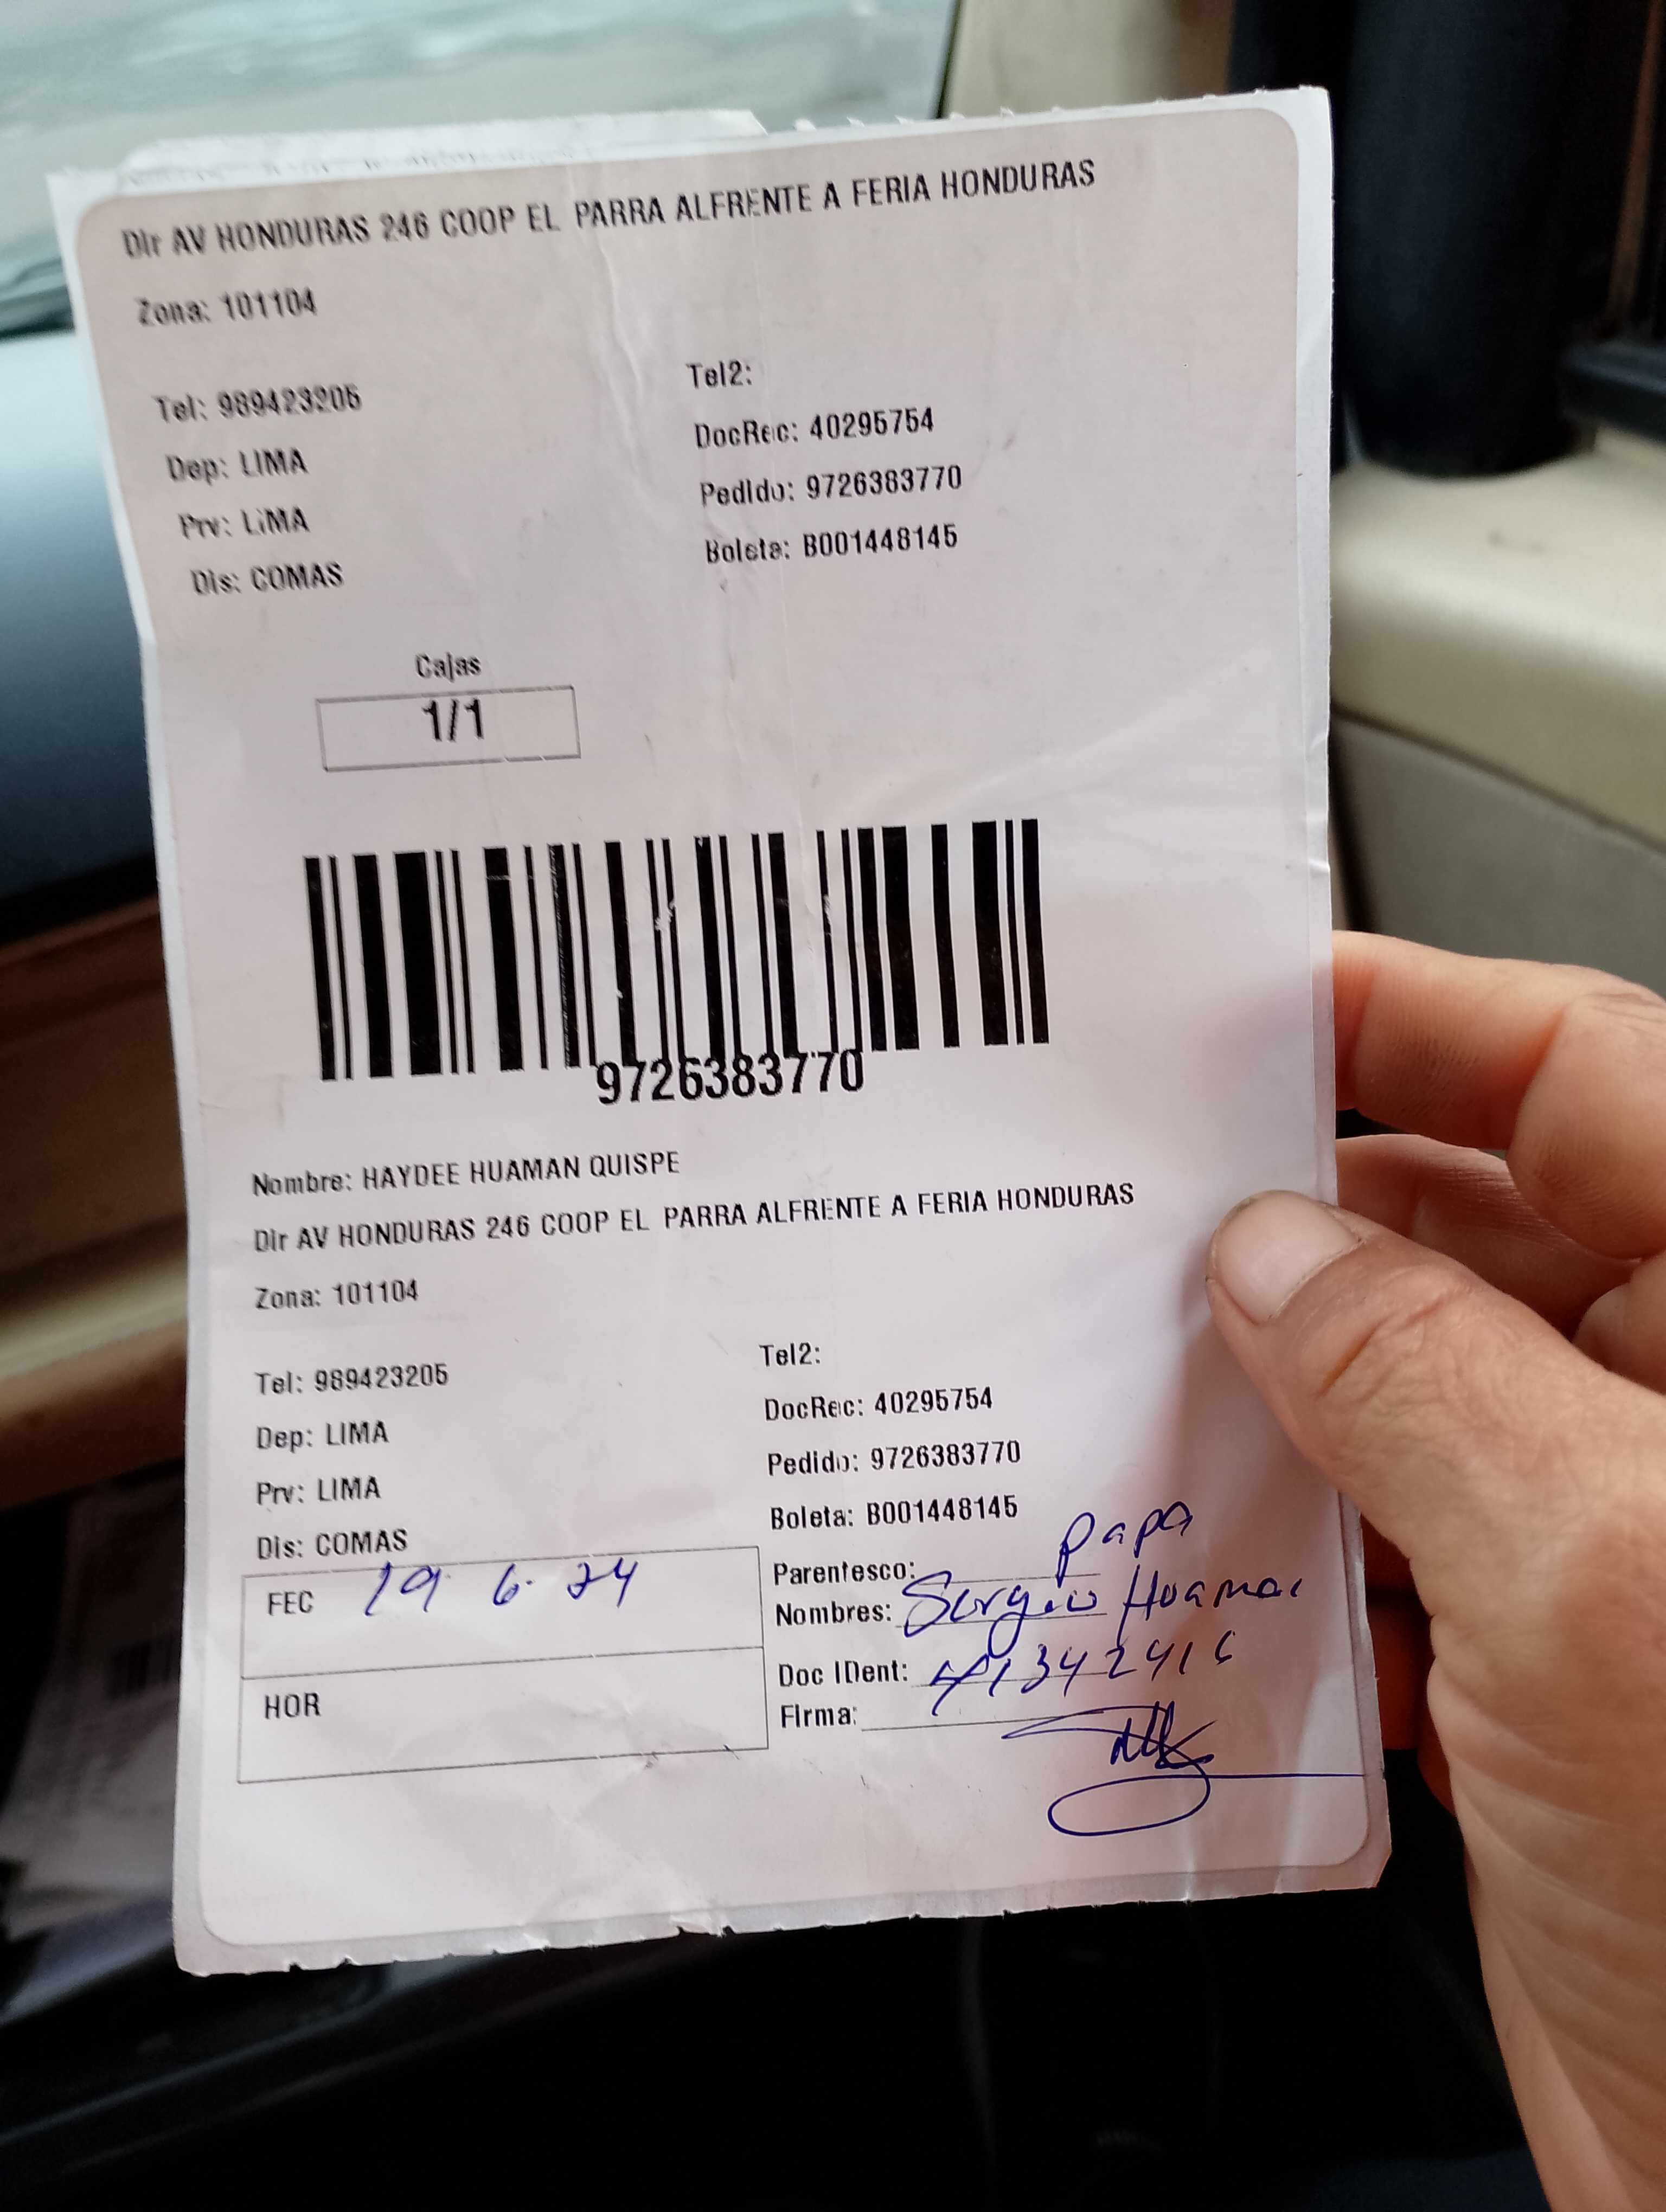 Dir AV HONDURAS 246 COOP EL PARRA ALFRENTE A FERIA HONDURAS
Zona: 101104
Tel: 989423205
Tel2:
Dep: LIMA
DocRec: 40295754
Prv: LIMA
Pedido: 9726383770
Dis: COMAS
Boleta: B001448145
Cajas
1/1
9726383770
Nombre: HAYDEE HUAMAN QUISPE
Dir AV HONDURAS 246 COOP EL PARRA ALFRENTE A FERIA HONDURAS
Zona: 101104
Tel: 989423205
Tel2:
Dep: LIMA
DocRec: 40295754
Prv: LIMA
Pedido: 9726383770
Dis: COMAS
Boleta: B001448145
FEC 19 6. 24
Parentesco: papa
Nombres: Sergio Huaman
Doc IDent: 41342416
HOR
Firma: